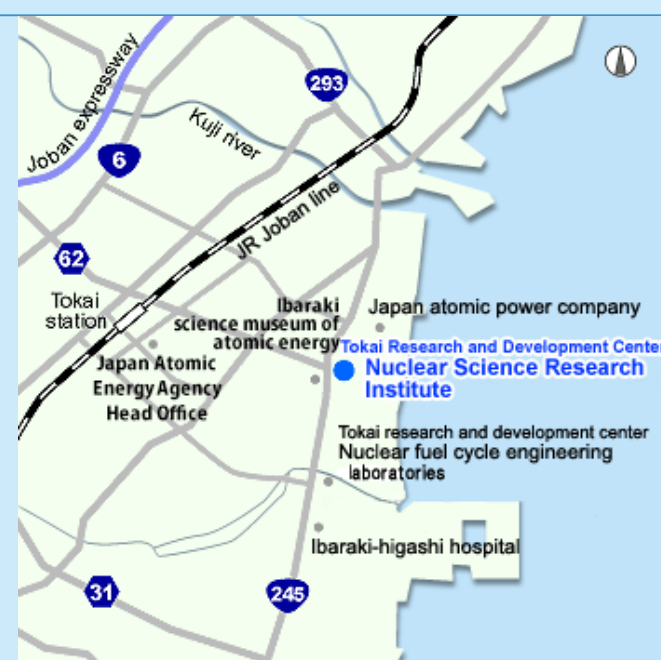 Joban expressway
293
Kuji river
6
JR Joban line
62
Tokai
station
Ibaraki
science museum of
atomic energy
Japan atomic power company
Tokai Research and Development Center
Nuclear Science Research
Institute
Japan Atomic
Energy Agency
Head Office
Tokai research and development center
Nuclear fuel cycle engineering
laboratories
Ibaraki-higashi hospital
31
245